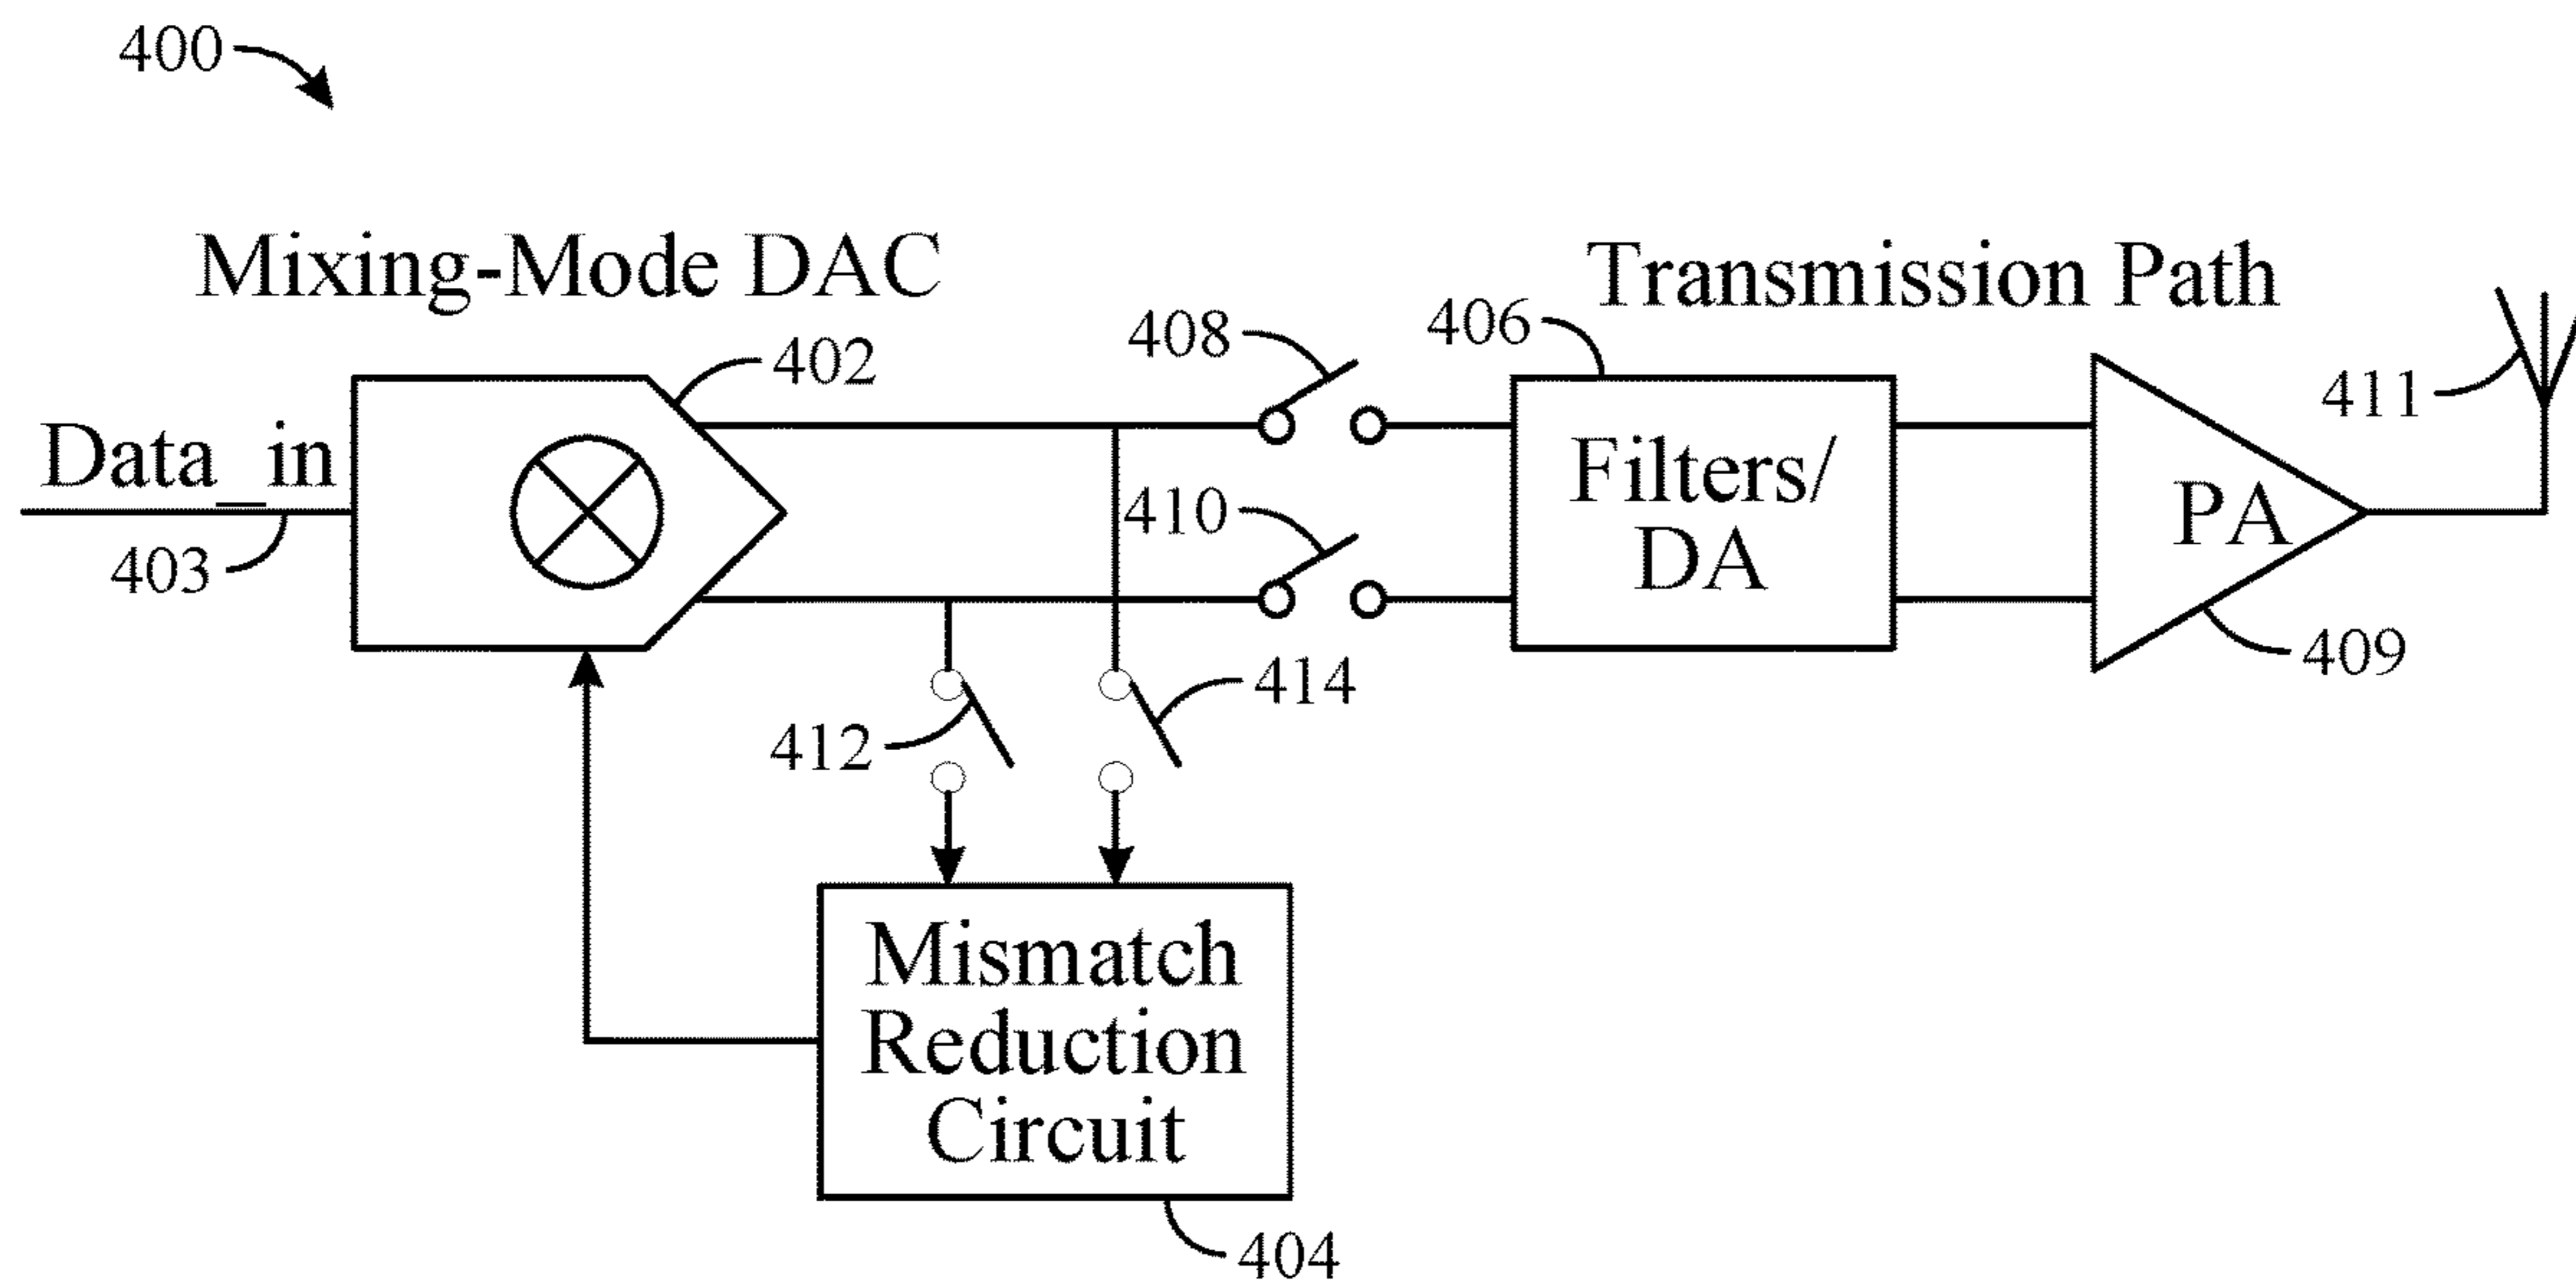 400
Mixing-Mode DAC
Transmission Path
402
408
406
411
Data_in
403
410
Filters/
DA
PA
409
412
414
Mismatch
Reduction
Circuit
404